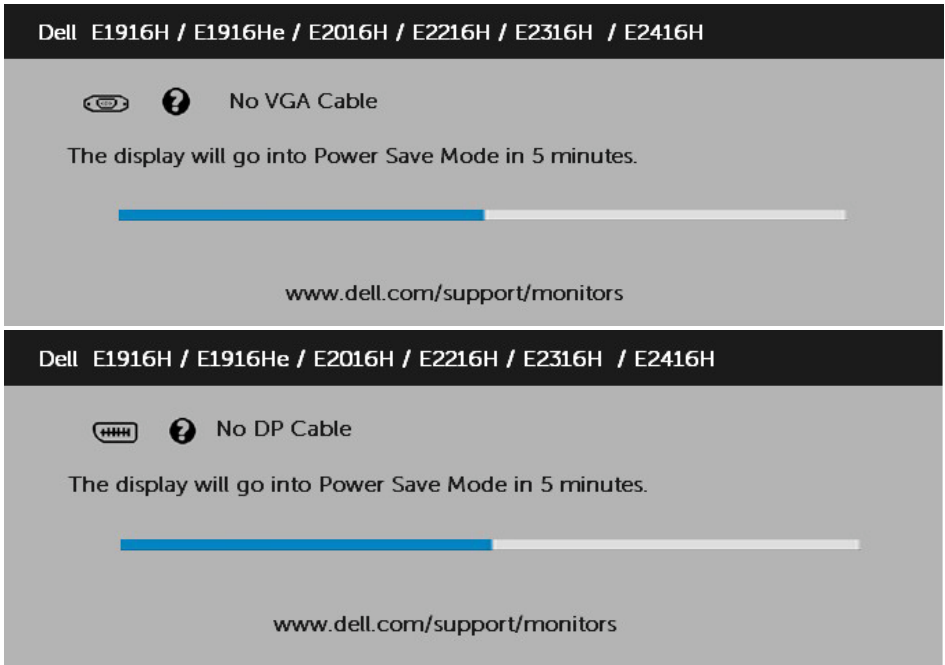 Dell E1916H / E1916He / E2016H / E2216H / E2316H / E2416H
No VGA Cable
The display will go into Power Save Mode in 5 minutes.
www.dell.com/support/monitors
Dell E1916H / E1916He / E2016H / E2216H / E2316H / E2416H
No DP Cable
The display will go into Power Save Mode in 5 minutes.
www.dell.com/support/monitors